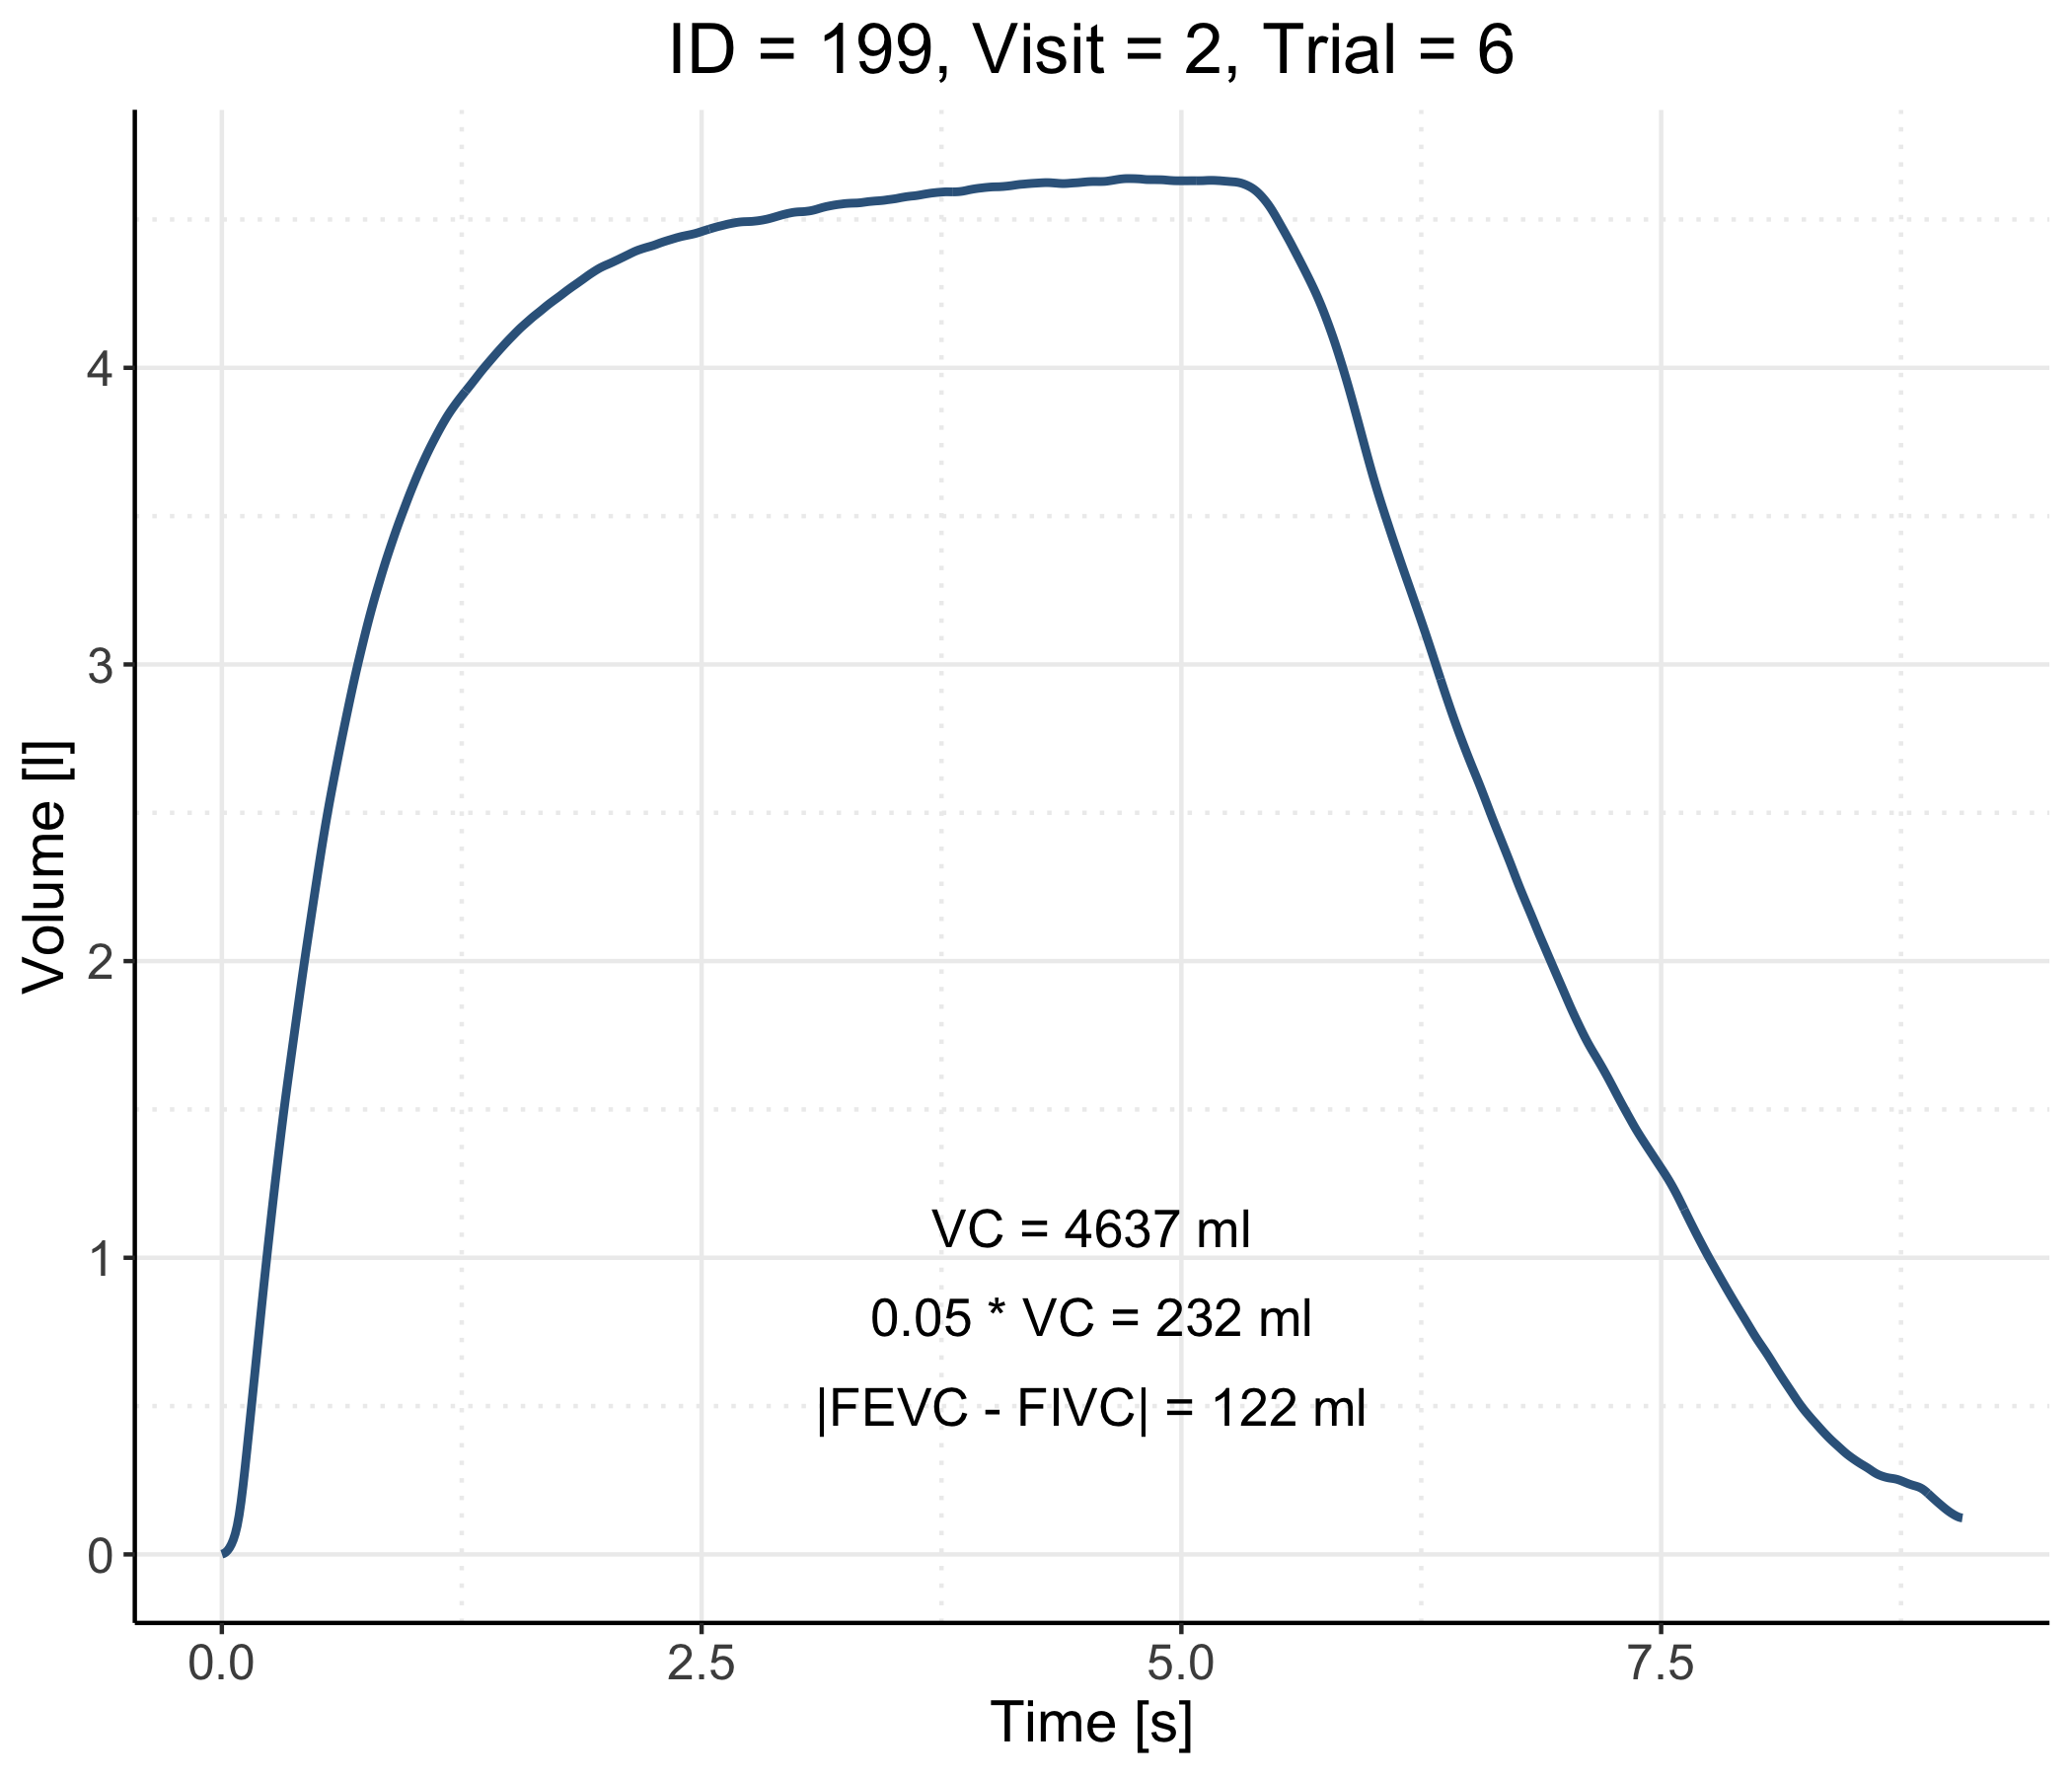 ID = 199, Visit = 2, Trial = 6
Volume [l]
4
3
2
1
0
VC = 4637 ml
0.05 * VC = 232 ml
|FEVC - FIVC| = 122 ml
0.0
2.5
5.0
7.5
Time [s]